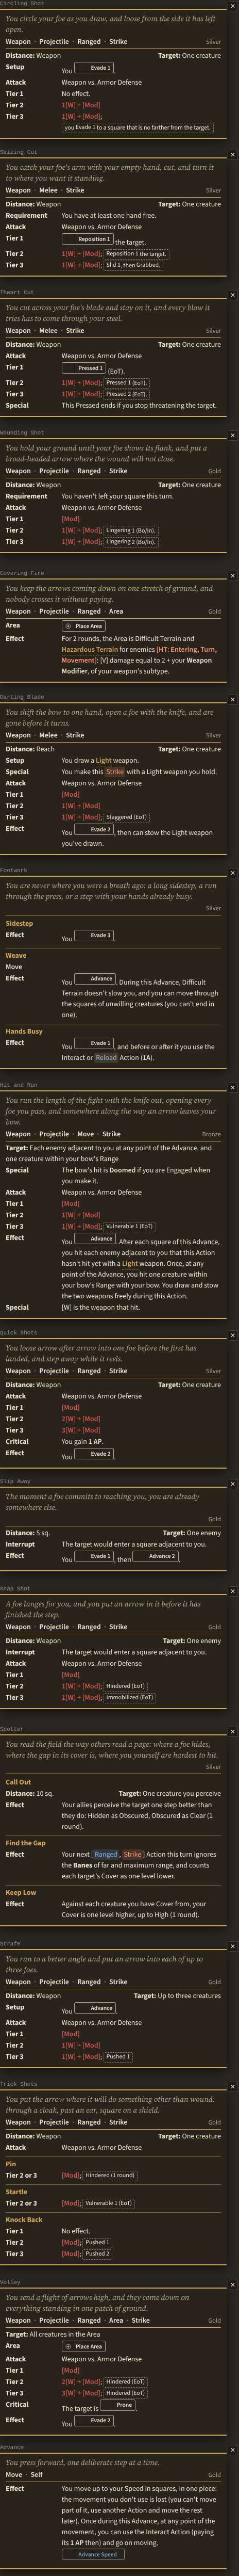 Circling Shot
You circle your foe as you draw, and loose from the side it has left
open.
Weapon · Projectile · Ranged · Strike Silver
Distance: Weapon Target: One creature
Setup You Evade 1.
Attack Weapon vs. Armor Defense
Tier 1 No effect.
Tier 2 1[W] + [Mod]
Tier 3 1[W] + [Mod];
you Evade 1 to a square that is no farther from the target.
Seizing Cut
You catch your foe's arm with your empty hand, cut, and turn it
to where you want it standing.
Weapon · Melee · Strike Silver
Distance: Weapon Target: One creature
Requirement You have at least one hand free.
Attack Weapon vs. Armor Defense
Tier 1 Reposition 1 the target.
Tier 2 1[W] + [Mod]; Reposition 1 the target.
Tier 3 1[W] + [Mod]; Slid 1, then Grabbed.
Thwart Cut
You cut across your foe's blade and stay on it, and every blow it
tries has to come through your steel.
Weapon · Melee · Strike Silver
Distance: Weapon Target: One creature
Attack Weapon vs. Armor Defense
Tier 1 Pressed 1 (EoT).
Tier 2 1[W] + [Mod]; Pressed 1 (EoT).
Tier 3 1[W] + [Mod]; Pressed 2 (EoT).
Special This Pressed ends if you stop threatening the target.
Wounding Shot
You hold your ground until your foe shows its flank, and put a
broad-headed arrow where the wound will not close.
Weapon · Projectile · Ranged · Strike Gold
Distance: Weapon Target: One creature
Requirement You haven't left your square this turn.
Attack Weapon vs. Armor Defense
Tier 1 [Mod]
Tier 2 1[W] + [Mod]; Lingering 1 (Bo/In).
Tier 3 1[W] + [Mod]; Lingering 2 (Bo/In).
Covering Fire
You keep the arrows coming down on one stretch of ground, and
nobody crosses it without paying.
Weapon · Projectile · Ranged · Area Gold
Area Place Area
Effect For 2 rounds, the Area is Difficult Terrain and
Hazardous Terrain for enemies [HT: Entering, Turn,
Movement]: [V] damage equal to 2 + your Weapon
Modifier, of your weapon's subtype.
Darting Blade
You shift the bow to one hand, open a foe with the knife, and are
gone before it turns.
Weapon · Melee · Strike Silver
Distance: Reach Target: One creature
Setup You draw a Light weapon.
Special You make this Strike with a Light Weapon you hold.
Attack Weapon vs. Armor Defense
Tier 1 [Mod]
Tier 2 1[W] + [Mod]
Tier 3 1[W] + [Mod]; Staggered (EoT)
Effect You Evade 2, then can stow the Light weapon
you've drawn.
Footwork
You are never where you were a breath ago: a long sidestep, a run
through the press, or a step with your hands already busy.
Silver
Sidestep
Effect You Evade 3.
Weave
Move
Effect You Advance. During this Advance, Difficult
Terrain doesn't slow you, and you can move through
the squares of unwilling creatures (you can't end in
one).
Hands Busy
Effect You Evade 1, and before or after it you use the
Interact or Reload Action (1A).
Hit and Run
You run the length of the fight with the knife out, opening every
foe you pass, and somewhere along the way an arrow leaves your
bow.
Weapon · Projectile · Move · Strike Bronze
Target: Each enemy adjacent to you at any point of the Advance, and
one creature within your bow's Range
Special The bow's hit is Doomed if you are Engaged when
you make it.
Attack Weapon vs. Armor Defense
Tier 1 [Mod]
Tier 2 1[W] + [Mod]
Tier 3 1[W] + [Mod]; Vulnerable 1 (EoT)
Effect You Advance. After each square of this Advance,
you hit each enemy adjacent to you that this Action
hasn't hit yet with a Light weapon. Once, at any
point of the Advance, you hit one creature within
your bow's Range with your bow. You draw and stow
the two weapons freely during this Action.
Special [W] is the weapon that hit.
Quick Shots
You loose arrow after arrow into one foe before the first has
landed, and step away while it reels.
Weapon · Projectile · Ranged · Strike Silver
Distance: Weapon Target: One creature
Attack Weapon vs. Armor Defense
Tier 1 [Mod]
Tier 2 2[W] + [Mod]
Tier 3 3[W] + [Mod]
Critical You gain 1 AP.
Effect You Evade 2.
Slip Away
The moment a foe commits to reaching you, you are already
somewhere else.
Gold
Distance: 5 sq. Target: One enemy
Interrupt The target would enter a square adjacent to you.
Effect You Evade 1, then Advance 2.
Snap Shot
A foe lunges for you, and you put an arrow in it before it has
finished the step.
Weapon · Projectile · Ranged · Strike Gold
Distance: Weapon Target: One enemy
Interrupt The target would enter a square adjacent to you.
Attack Weapon vs. Armor Defense
Tier 1 [Mod]
Tier 2 1[W] + [Mod]; Hindered (EoT)
Tier 3 1[W] + [Mod]; Immobilized (EoT)
Spotter
You read the field the way others read a page: where a foe hides,
where the gap in its cover is, where you yourself are hardest to hit.
Silver
Call Out
Distance: 10 sq. Target: One creature you perceive
Effect Your allies perceive the target one step better than
they do: Hidden as Obscured, Obscured as Clear (1
round).
Find the Gap
Effect Your next [Ranged, Strike] Action this turn ignores
the Banes of far and maximum range, and counts
each target's Cover as one level lower.
Keep Low
Effect Against each creature you have Cover from, your
Cover is one level higher, up to High (1 round).
Strafe
You run to a better angle and put an arrow into each of up to
three foes.
Weapon · Projectile · Ranged · Strike Gold
Distance: Weapon Target: Up to three creatures
Setup You Advance.
Attack Weapon vs. Armor Defense
Tier 1 [Mod]
Tier 2 1[W] + [Mod]
Tier 3 1[W] + [Mod]; Pushed 1
Trick Shots
You put the arrow where it will do something other than wound:
through a cloak, past an ear, square on a shield.
Weapon · Projectile · Ranged · Strike Gold
Distance: Weapon Target: One creature
Attack Weapon vs. Armor Defense
Pin
Tier 2 or 3 [Mod]; Hindered (1 round)
Startle
Tier 2 or 3 [Mod]; Vulnerable 1 (EoT)
Knock Back
Tier 1 No effect.
Tier 2 [Mod]; Pushed 1
Tier 3 [Mod]; Pushed 2
Volley
You send a flight of arrows high, and they come down on
everything standing in one patch of ground.
Weapon · Projectile · Ranged · Area · Strike Gold
Target: All creatures in the Area
Area Place Area
Attack Weapon vs. Armor Defense
Tier 1 [Mod]
Tier 2 2[W] + [Mod]; Hindered (EoT)
Tier 3 3[W] + [Mod]; Hindered (EoT)
Critical The target is Prone.
Effect You Evade 2.
Advance
You press forward, one deliberate step at a time.
Move · Self Gold
Effect You move up to your Speed in squares, in one piece:
the movement you don't use is lost (you can't move
part of it, use another Action and move the rest
later). Once during this Advance, at any point of the
movement, you can use the Interact Action (paying
its 1 AP then) and go on moving.
Advance Speed